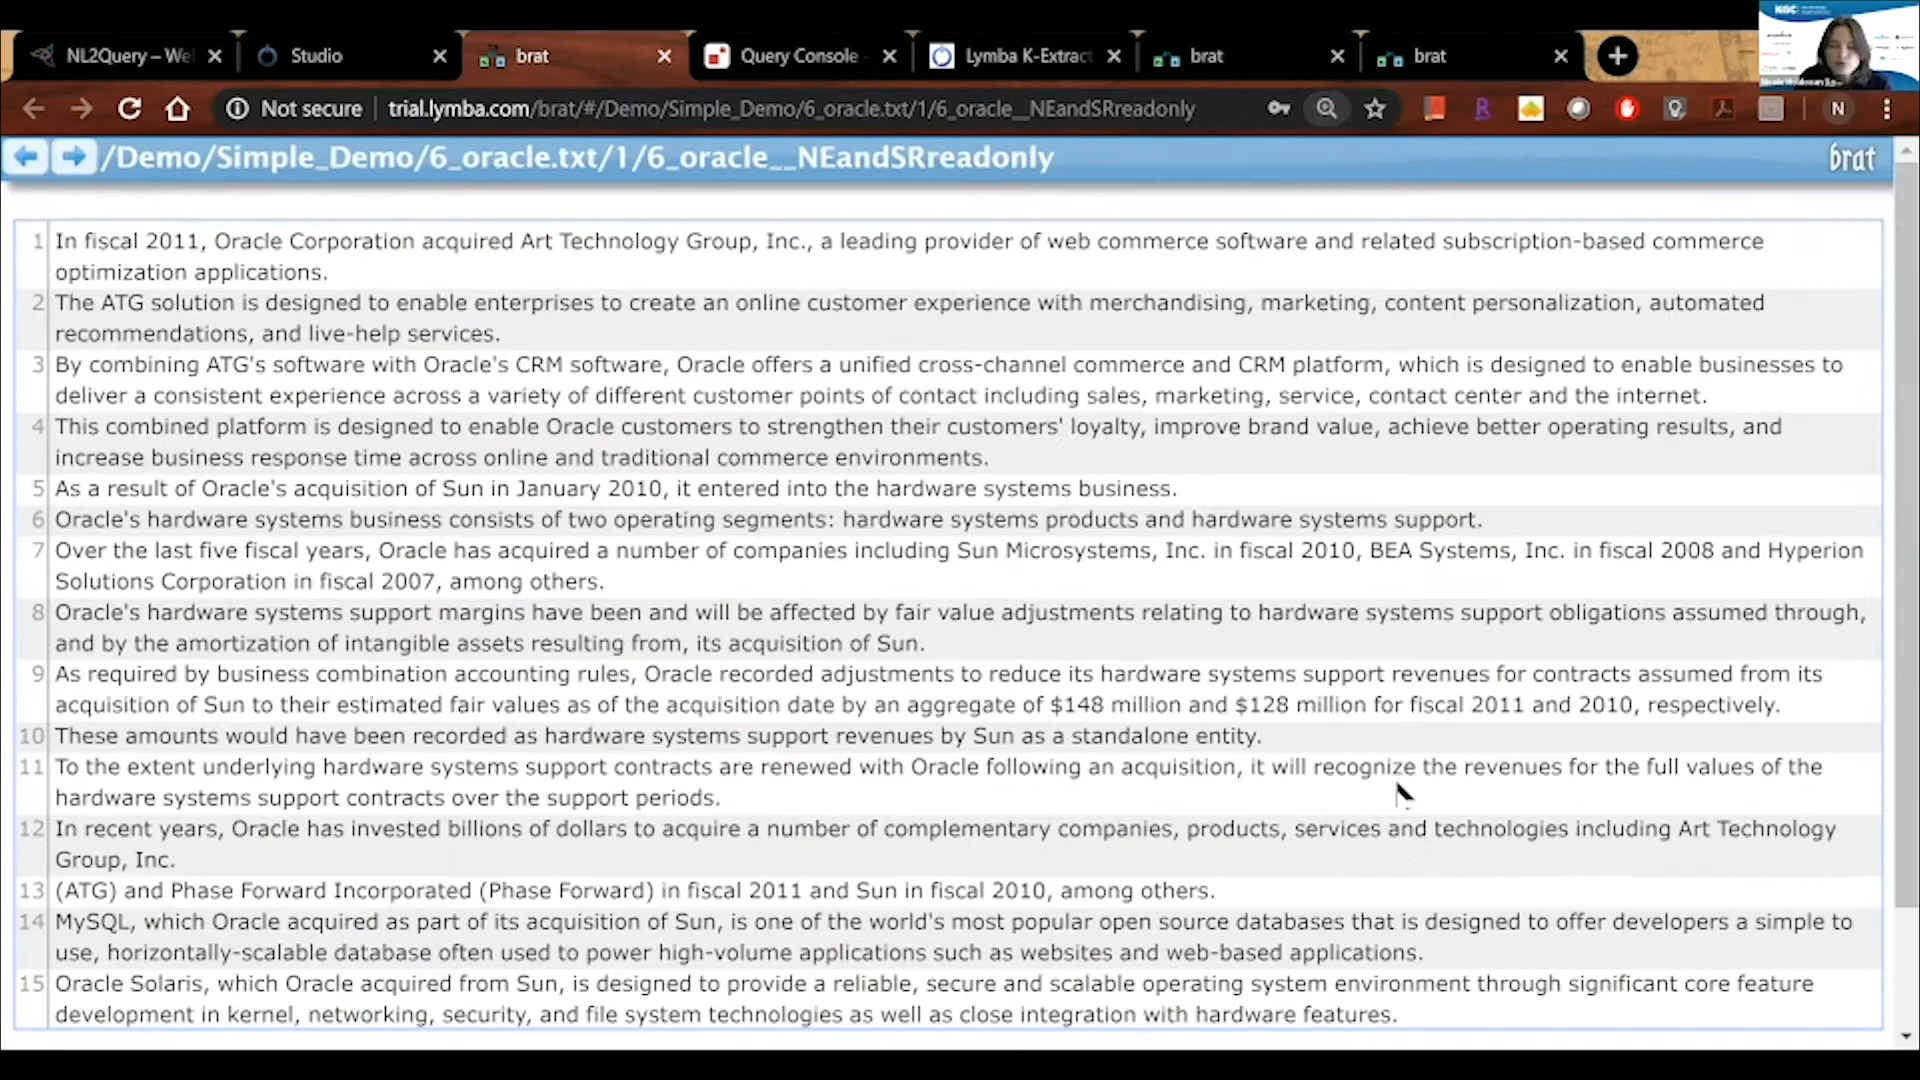 NL2Query – We
Studio
brat
Query Console
Lymba K-Extract
brat
brat
KGC
Not secure
trial.lymba.com/brat/#/Demo/Simple_Demo/6_oracle.txt/1/6_oracle__NEandSRreadonly
N
/Demo/Simple_Demo/6_oracle.txt/1/6_oracle__NEandSRreadonly
brat
1 In fiscal 2011, Oracle Corporation acquired Art Technology Group, Inc., a leading provider of web commerce software and related subscription-based commerce
optimization applications.
2 The ATG solution is designed to enable enterprises to create an online customer experience with merchandising, marketing, content personalization, automated
recommendations, and live-help services.
3 By combining ATG's software with Oracle's CRM software, Oracle offers a unified cross-channel commerce and CRM platform, which is designed to enable businesses to
deliver a consistent experience across a variety of different customer points of contact including sales, marketing, service, contact center and the internet.
4 This combined platform is designed to enable Oracle customers to strengthen their customers' loyalty, improve brand value, achieve better operating results, and
increase business response time across online and traditional commerce environments.
5 As a result of Oracle's acquisition of Sun in January 2010, it entered into the hardware systems business.
6 Oracle's hardware systems business consists of two operating segments: hardware systems products and hardware systems support.
7 Over the last five fiscal years, Oracle has acquired a number of companies including Sun Microsystems, Inc. in fiscal 2010, BEA Systems, Inc. in fiscal 2008 and Hyperion
Solutions Corporation in fiscal 2007, among others.
8 Oracle's hardware systems support margins have been and will be affected by fair value adjustments relating to hardware systems support obligations assumed through,
and by the amortization of intangible assets resulting from, its acquisition of Sun.
9 As required by business combination accounting rules, Oracle recorded adjustments to reduce its hardware systems support revenues for contracts assumed from its
acquisition of Sun to their estimated fair values as of the acquisition date by an aggregate of $148 million and $128 million for fiscal 2011 and 2010, respectively.
10 These amounts would have been recorded as hardware systems support revenues by Sun as a standalone entity.
11 To the extent underlying hardware systems support contracts are renewed with Oracle following an acquisition, it will recognize the revenues for the full values of the
hardware systems support contracts over the support periods.
12 In recent years, Oracle has invested billions of dollars to acquire a number of complementary companies, products, services and technologies including Art Technology
Group, Inc.
13 (ATG) and Phase Forward Incorporated (Phase Forward) in fiscal 2011 and Sun in fiscal 2010, among others.
14 MySQL, which Oracle acquired as part of its acquisition of Sun, is one of the world's most popular open source databases that is designed to offer developers a simple to
use, horizontally-scalable database often used to power high-volume applications such as websites and web-based applications.
15 Oracle Solaris, which Oracle acquired from Sun, is designed to provide a reliable, secure and scalable operating system environment through significant core feature
development in kernel, networking, security, and file system technologies as well as close integration with hardware features.